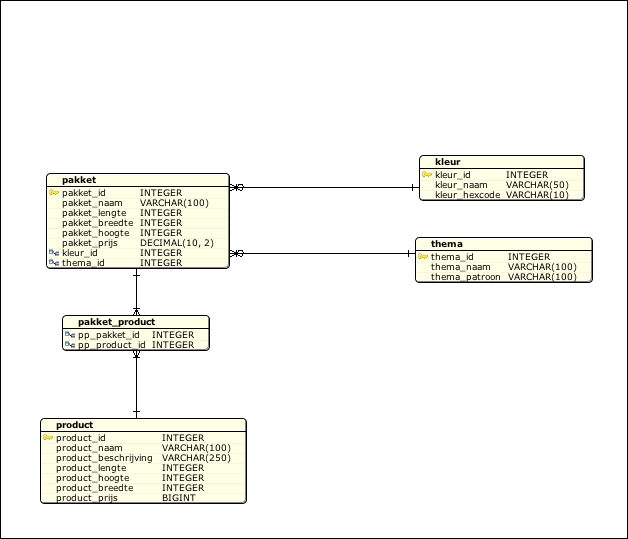 pakket
pakket_id INTEGER
pakket_naam VARCHAR(100)
pakket_lengte INTEGER
pakket_breedte INTEGER
pakket_hoogte INTEGER
pakket_prijs DECIMAL(10, 2)
kleur_id INTEGER
thema_id INTEGER
kleur
kleur_id INTEGER
kleur_naam VARCHAR(50)
kleur_hexcode VARCHAR(10)
thema
thema_id INTEGER
thema_naam VARCHAR(100)
thema_patroon VARCHAR(100)
pakket_product
pp_pakket_id INTEGER
pp_product_id INTEGER
product
product_id INTEGER
product_naam VARCHAR(100)
product_beschrijving VARCHAR(250)
product_lengte INTEGER
product_hoogte INTEGER
product_breedte INTEGER
product_prijs BIGINT